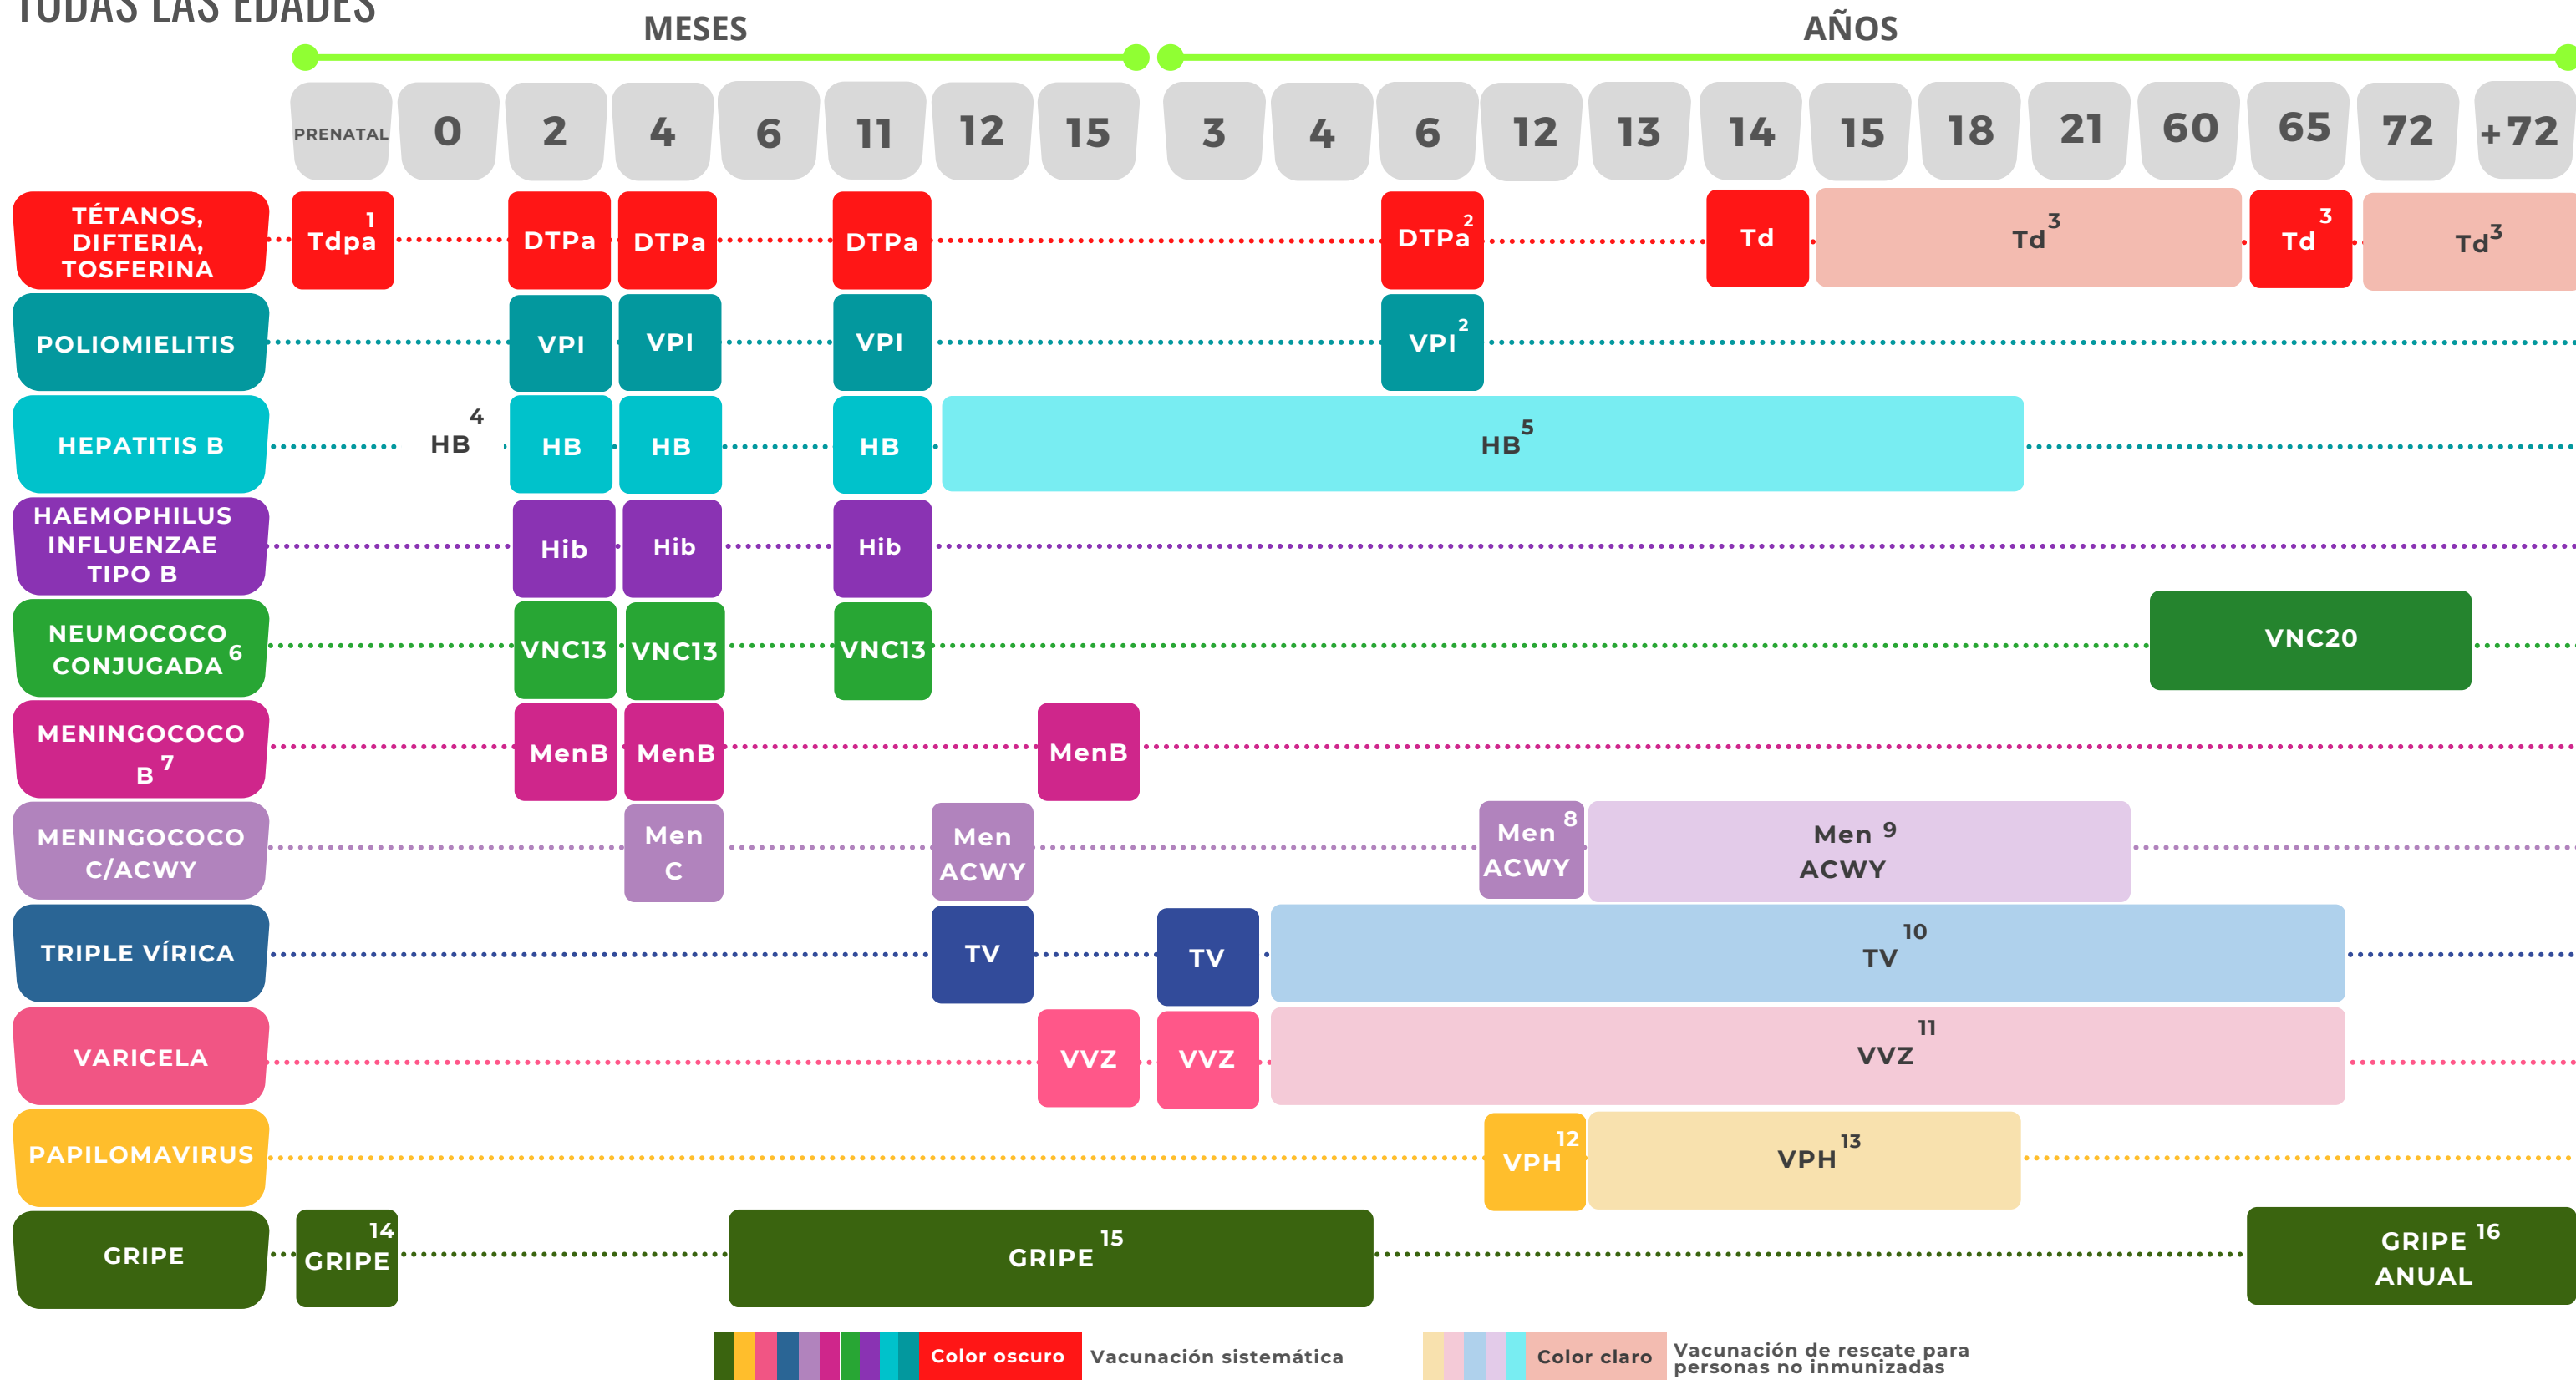 TODAS LAS EDADES
MESES
AÑOS
PRENATAL 0 2 4 6 11 12 15 3 4 6 12 13 14 15 18 21 60 65 72 +72
TÉTANOS,
DIFTERIA,
TOSFERINA
Tdpa 1
DTPa
DTPa
DTPa
DTPa 2
Td
Td 3
Td 3
Td 3
POLIOMIELITIS
VPI
VPI
VPI
VPI 2
HEPATITIS B
HB 4
HB
HB
HB
HB 5
HAEMOPHILUS
INFLUENZAE
TIPO B
Hib
Hib
Hib
NEUMOCOCO
CONJUGADA 6
VNC13
VNC13
VNC13
VNC20
MENINGOCOCO
B 7
MenB
MenB
MenB
MENINGOCOCO
C/ACWY
Men
C
Men
ACWY
Men 8
ACWY
Men 9
ACWY
TRIPLE VÍRICA
TV
TV
TV 10
VARICELA
VVZ
VVZ
VVZ 11
PAPILOMAVIRUS
VPH 12
VPH 13
GRIPE
GRIPE 14
GRIPE 15
GRIPE 16
ANUAL
Color oscuro
Vacunación sistemática
Color claro
Vacunación de rescate para
personas no inmunizadas